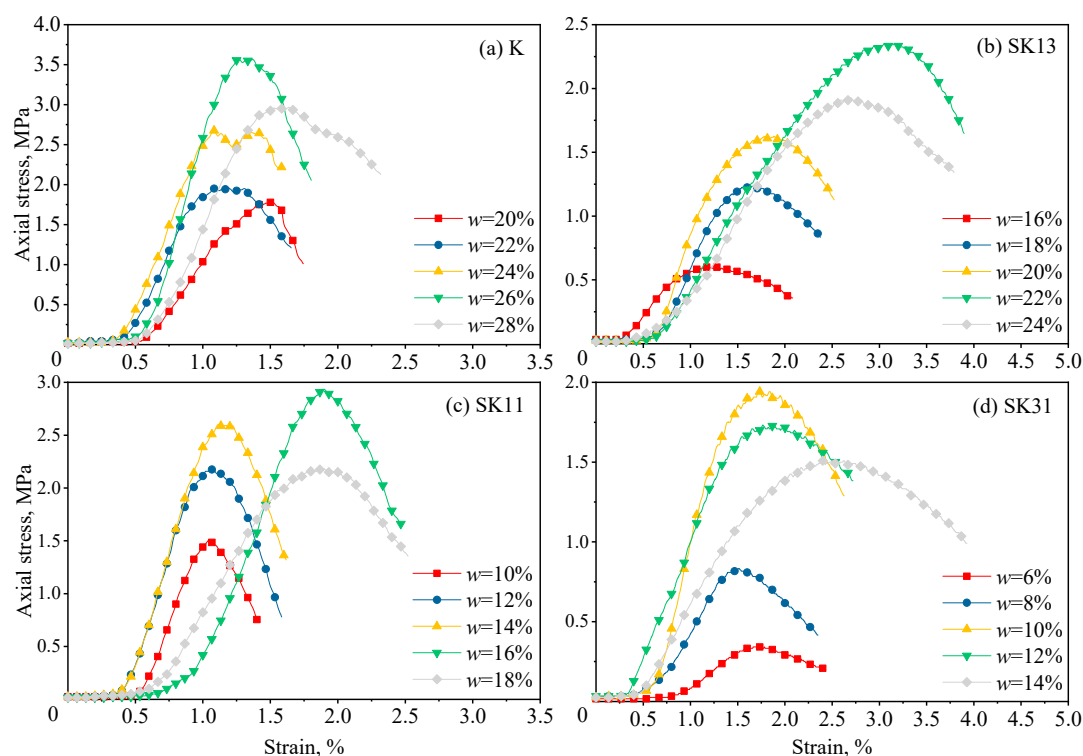 Axial stress, MPa
4.0
3.5
3.0
2.5
2.0
1.5
1.0
0.5
(a) K
w=20%
w=22%
w=24%
w=26%
w=28%
0 0.5 1.0 1.5 2.0 2.5 3.0 3.5
2.5
2.0
1.5
1.0
0.5
(b) SK13
w=16%
w=18%
w=20%
w=22%
w=24%
0 0.5 1.0 1.5 2.0 2.5 3.0 3.5 4.0 4.5 5.0
Axial stress, MPa
3.0
2.5
2.0
1.5
1.0
0.5
(c) SK11
w=10%
w=12%
w=14%
w=16%
w=18%
0 0.5 1.0 1.5 2.0 2.5 3.0 3.5
Strain, %
2.0
1.5
1.0
0.5
(d) SK31
w=6%
w=8%
w=10%
w=12%
w=14%
0 0.5 1.0 1.5 2.0 2.5 3.0 3.5 4.0 4.5 5.0
Strain, %